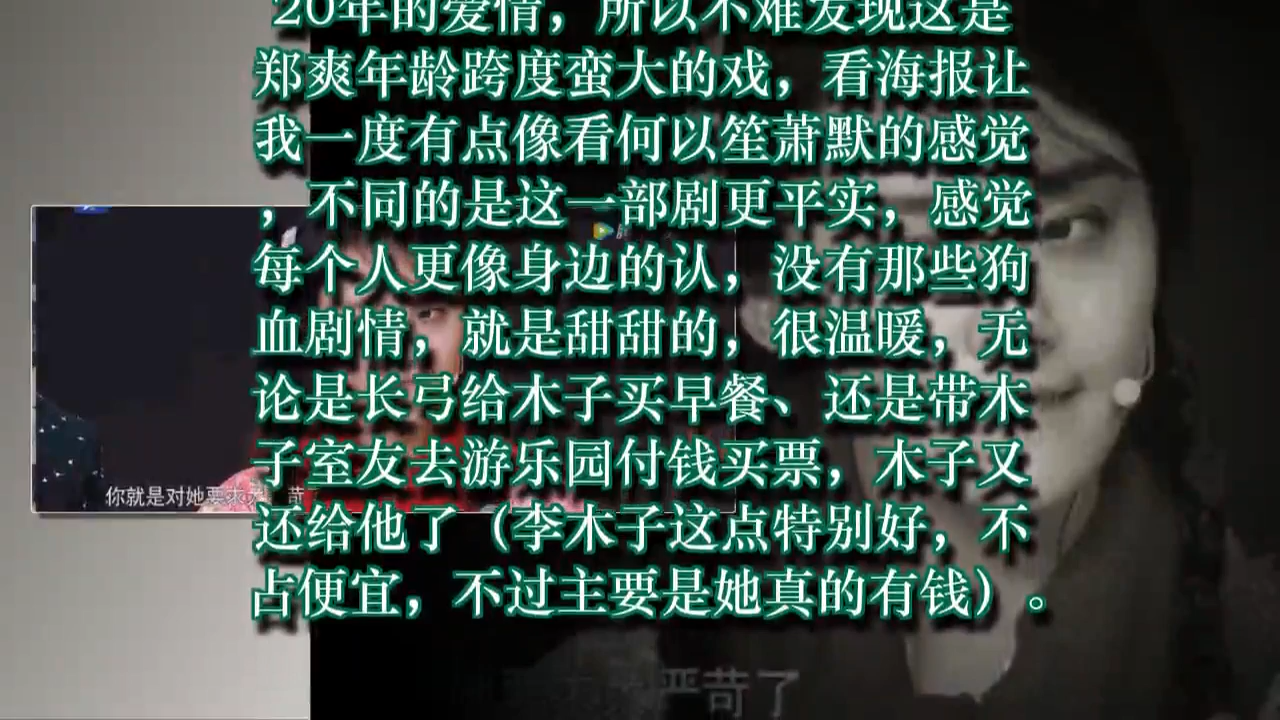 20年的爱情，所以不难发现这是
郑爽年龄跨度蛮大的戏，看海报让
我一度有点像看何以笙萧默的感觉
，不同的是这一部剧更平实，感觉
每个人更像身边的认，没有那些狗
血剧情，就是甜甜的，很温暖，无
论是长弓给木子买早餐、还是带木
子室友去游乐园付钱买票，木子又
还给他了（李木子这点特别好，不
占便宜，不过主要是她真的有钱）。
你就是对她要求 苛
严苛了